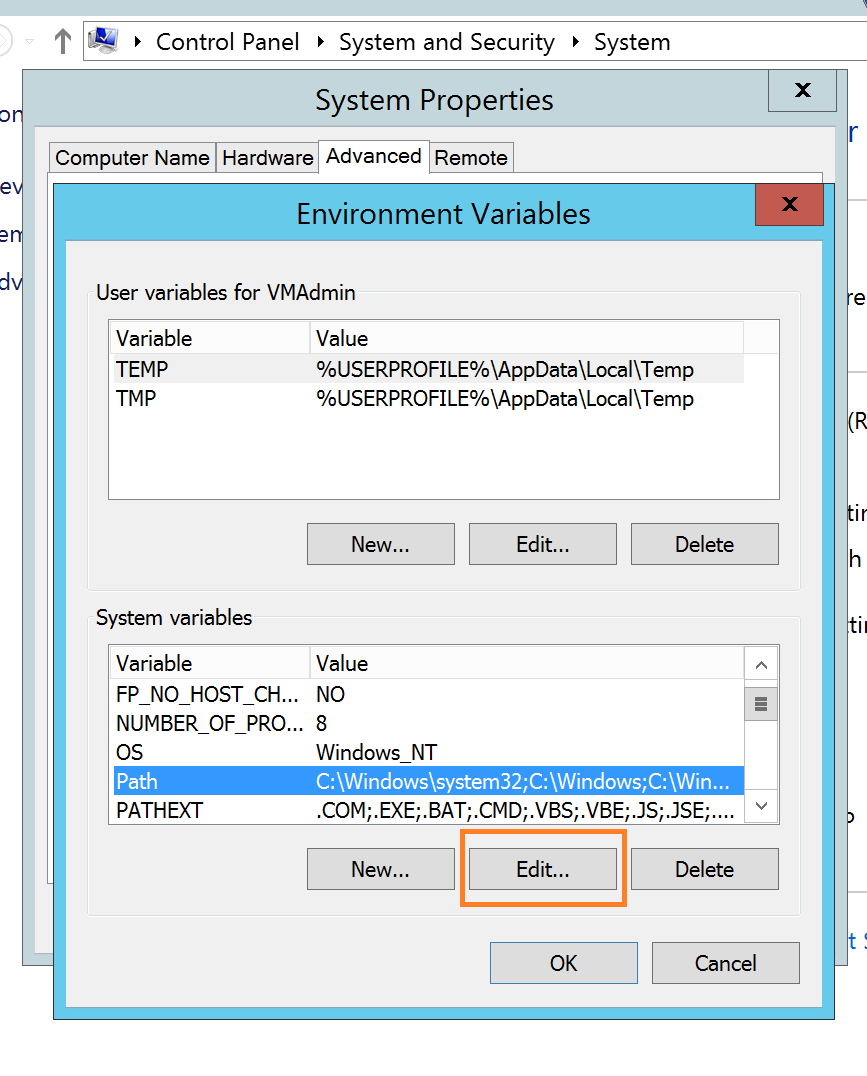 Control Panel System and Security System
System Properties
Computer Name Hardware Advanced Remote
Environment Variables
User variables for VMAdmin
Variable Value
TEMP %USERPROFILE%\AppData\Local\Temp
TMP %USERPROFILE%\AppData\Local\Temp
New... Edit... Delete
System variables
Variable Value
FP_NO_HOST_CH... NO
NUMBER_OF_PRO... 8
OS Windows_NT
Path C:\Windows\system32;C:\Windows;C:\Win...
PATHEXT .COM;.EXE;.BAT;.CMD;.VBS;.VBE;.JS;.JSE;....
New... Edit... Delete
OK Cancel